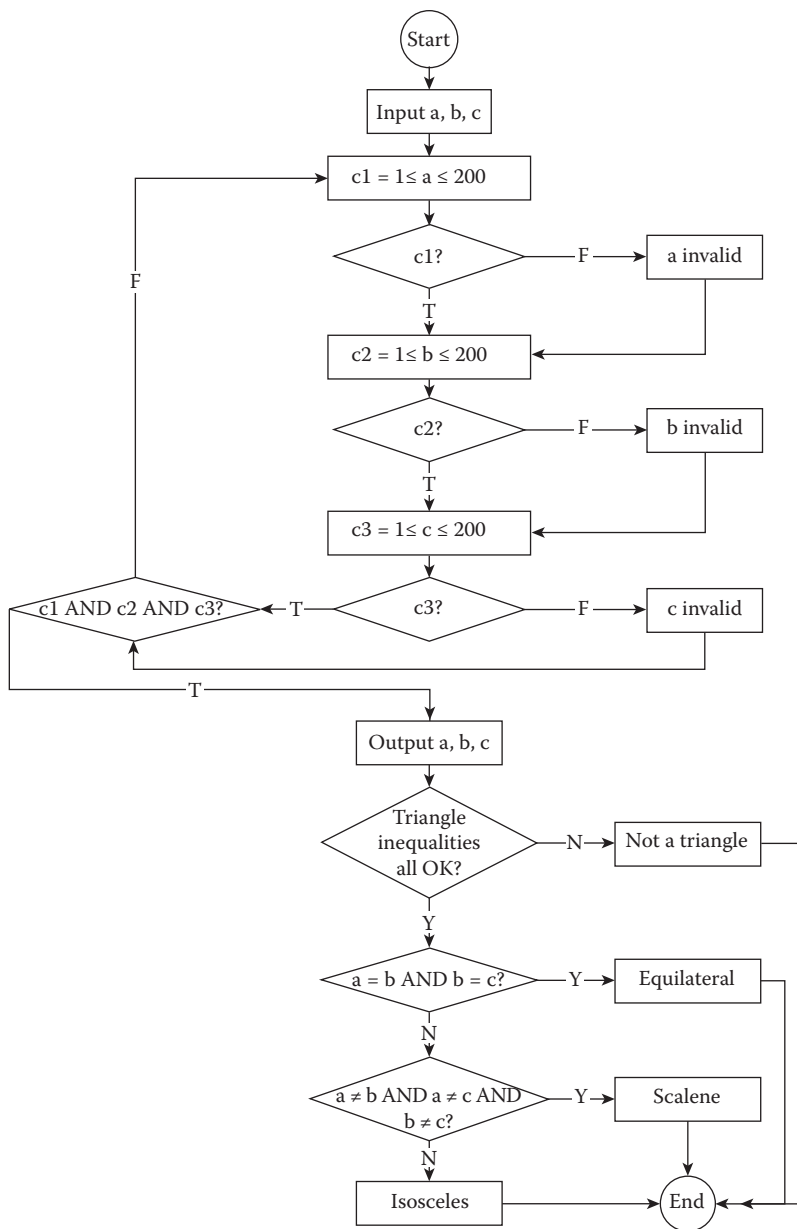 Start
Input a, b, c
c1 = 1≤ a ≤ 200
c1?
F
a invalid
F
T
c2 = 1≤ b ≤ 200
c2?
F
b invalid
T
c3 = 1≤ c ≤ 200
c1 AND c2 AND c3?
T
c3?
F
c invalid
T
Output a, b, c
Triangle
inequalities
all OK?
N
Not a triangle
Y
a = b AND b = c?
Y
Equilateral
N
a ≠ b AND a ≠ c AND
b ≠ c?
Y
Scalene
N
Isosceles
End